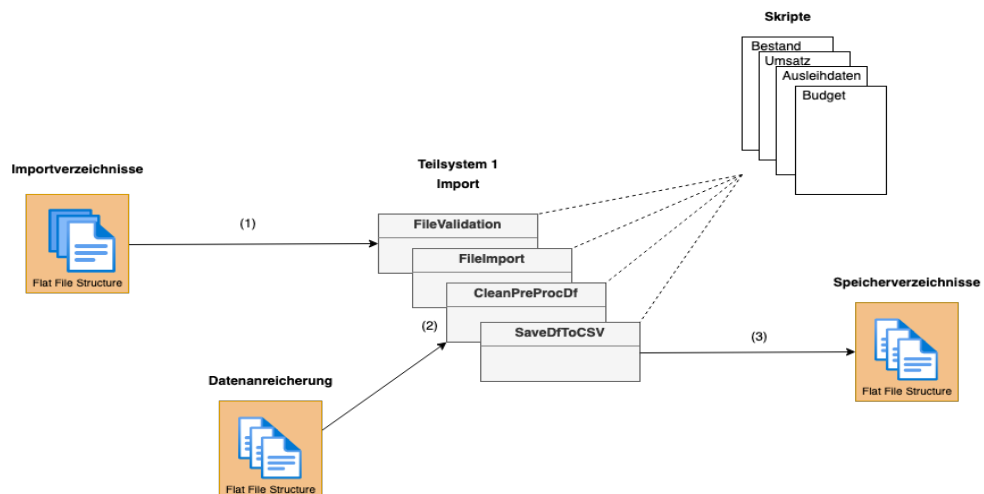 Skripte
Bestand
Umsatz
Ausleihdaten
Budget
Teilsystem 1
Import
Importverzeichnisse
Flat File Structure
(1)
FileValidation
FileImport
CleanPreProcDf
SaveDfToCSV
(2)
(3)
Speicherverzeichnisse
Flat File Structure
Datenanreicherung
Flat File Structure